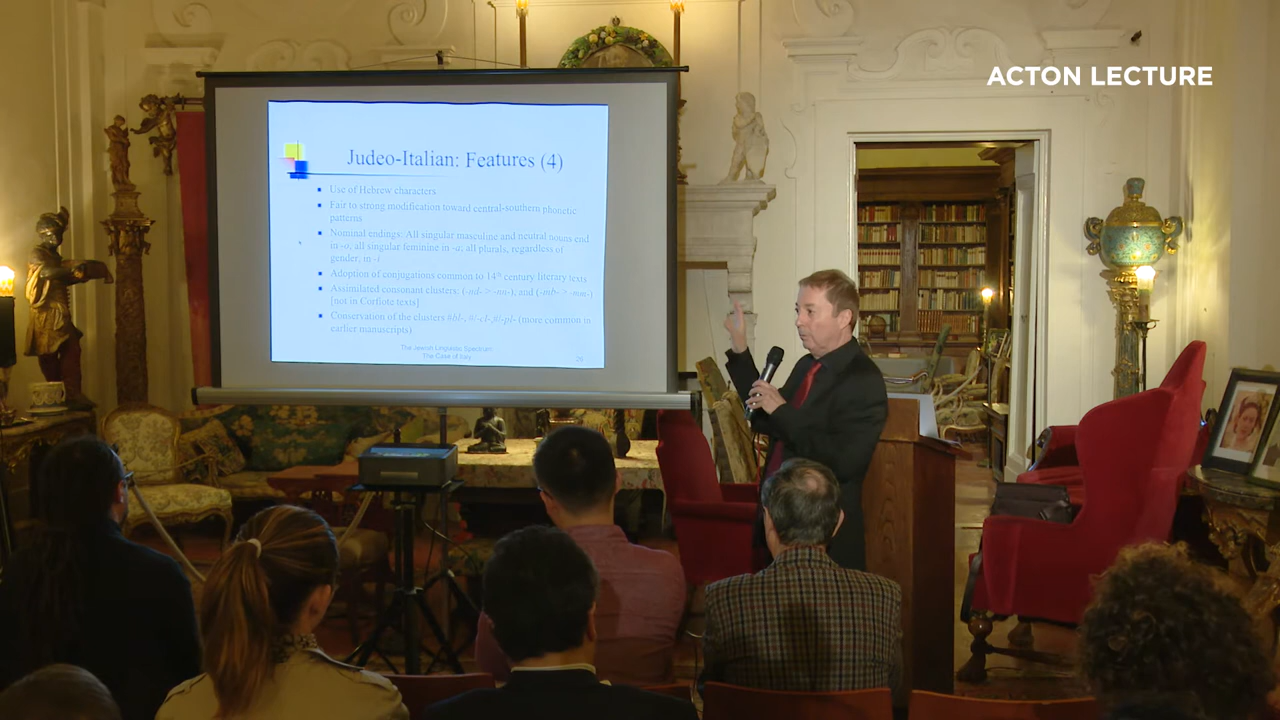 ACTON LECTURE
Judeo-Italian: Features (4)
Use of Hebrew characters
Fair to strong modification toward central-southern phonetic
patterns
Nominal endings: All singular masculine and neutral nouns end
in -o, all singular feminine in -a, all plurals, regardless of
gender, in -i
Adoption of conjugations common to 14th century literary texts
Assimilated consonant clusters: (-nd- > -nn-), and (-mb- > -mm-)
[not in Corfiote texts]
Conservation of the clusters #bl-, #/-cl-,#/-pl- (more common in
earlier manuscripts)
The Jewish Linguistic Spectrum
The Case of Italy